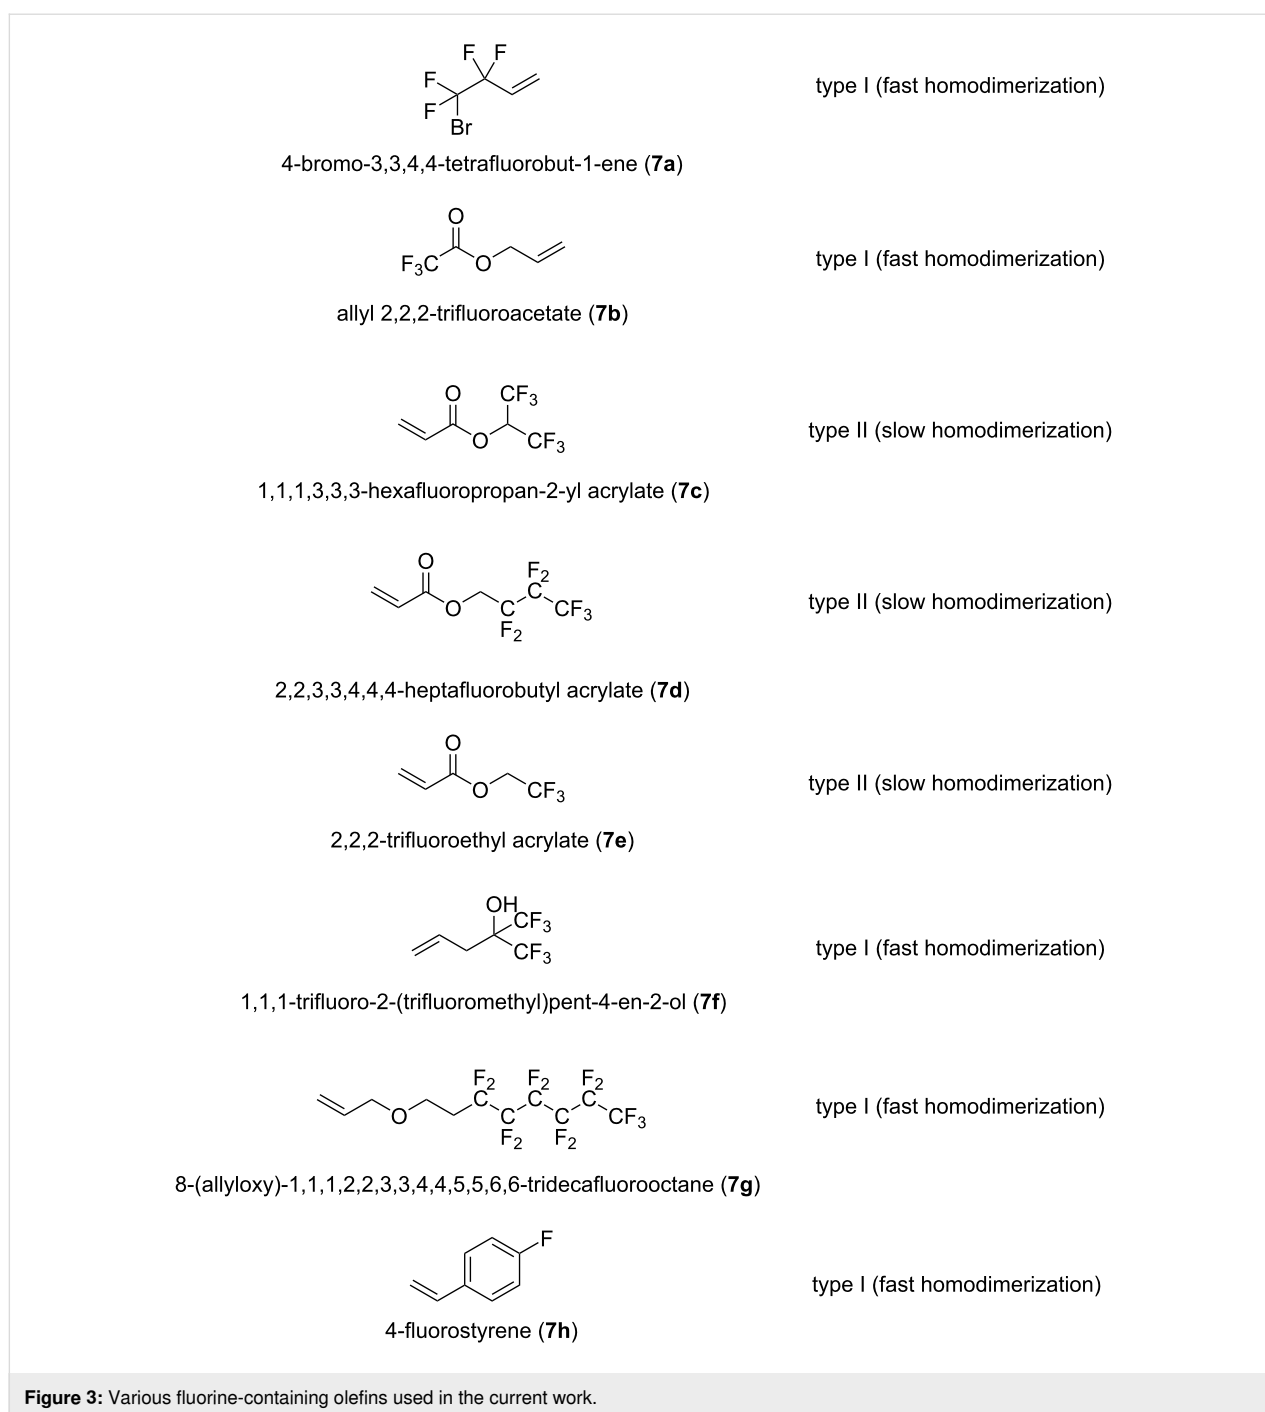 F F
F
F
Br
type I (fast homodimerization)
4-bromo-3,3,4,4-tetrafluorobut-1-ene (7a)
O
F3C O
type I (fast homodimerization)
allyl 2,2,2-trifluoroacetate (7b)
O CF3
O CF3
type II (slow homodimerization)
1,1,1,3,3,3-hexafluoropropan-2-yl acrylate (7c)
O
F2
C
O C CF3
F2
type II (slow homodimerization)
2,2,3,3,4,4,4-heptafluorobutyl acrylate (7d)
O
O CF3
type II (slow homodimerization)
2,2,2-trifluoroethyl acrylate (7e)
OH
CF3
CF3
type I (fast homodimerization)
1,1,1-trifluoro-2-(trifluoromethyl)pent-4-en-2-ol (7f)
F2 F2 F2
C C C
O C C CF3
F2 F2
type I (fast homodimerization)
8-(allyloxy)-1,1,1,2,2,3,3,4,4,5,5,6,6-tridecafluorooctane (7g)
F
type I (fast homodimerization)
4-fluorostyrene (7h)
Figure 3: Various fluorine-containing olefins used in the current work.